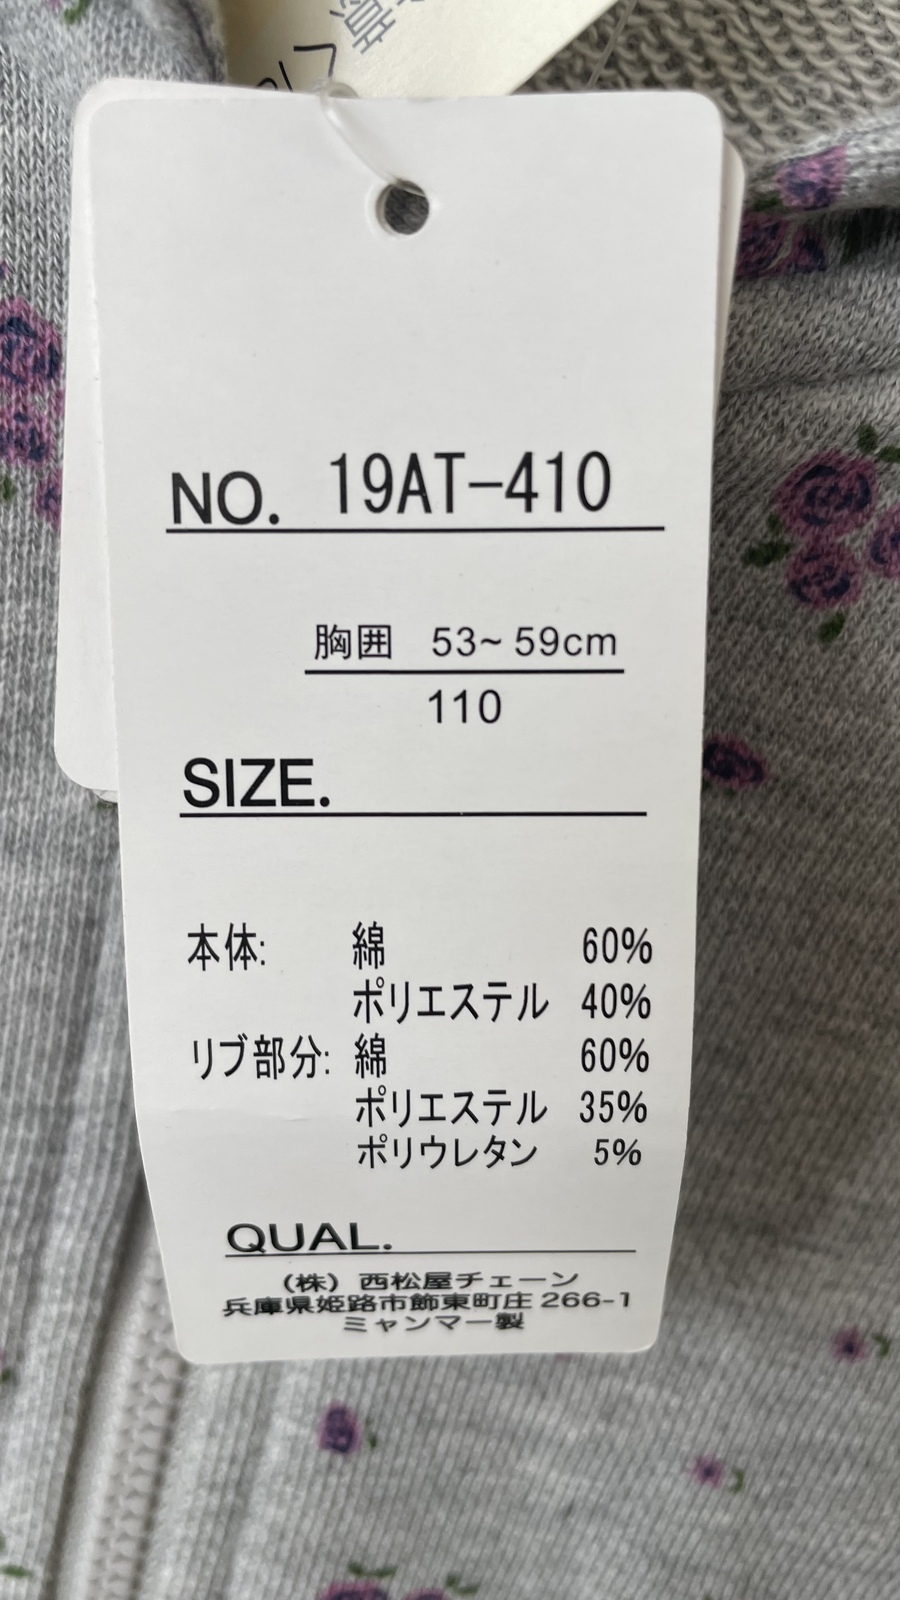 NO. 19AT-410
胸囲 53~59cm
110
SIZE.
本体: 綿 60%
ポリエステル 40%
リブ部分: 綿 60%
ポリエステル 35%
ポリウレタン 5%
QUAL.
(株) 西松屋チェーン
兵庫県姫路市飾東町庄 266-1
ミャンマー製